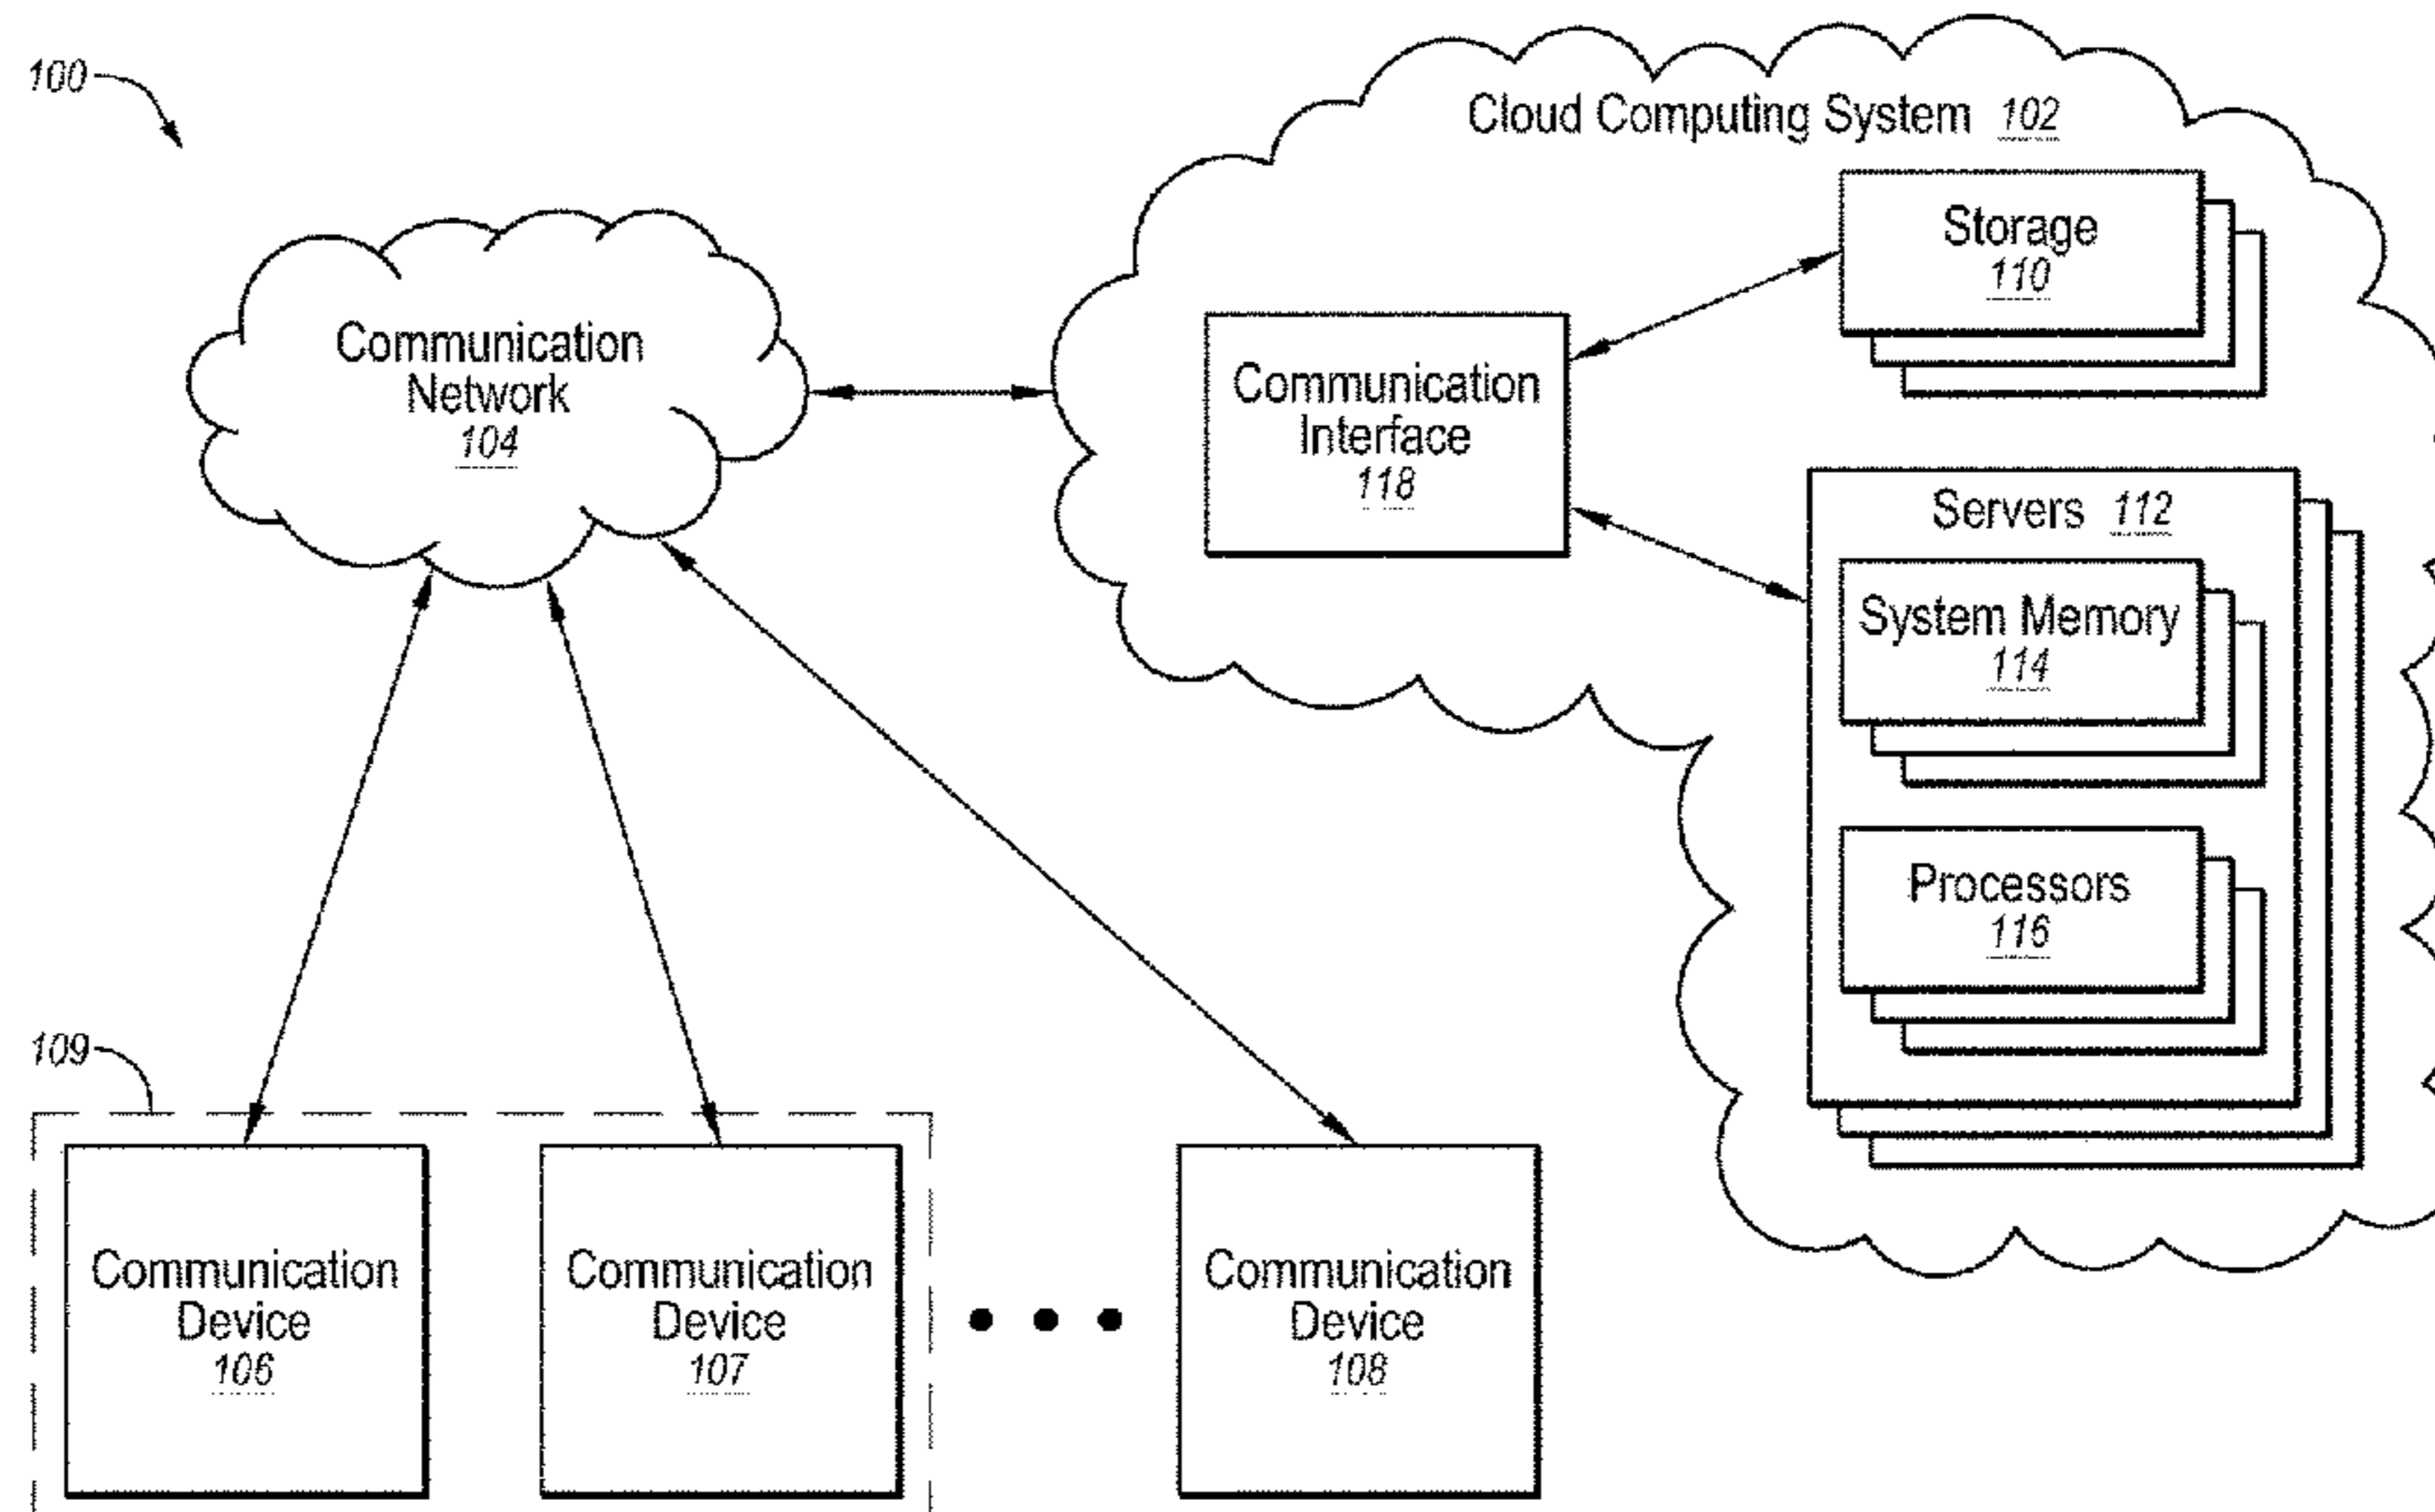 100
Cloud Computing System 102
Storage
110
Communication
Network
104
Communication
Interface
118
Servers 112
System Memory
114
Processors
116
109
Communication
Device
106
Communication
Device
107
Communication
Device
108